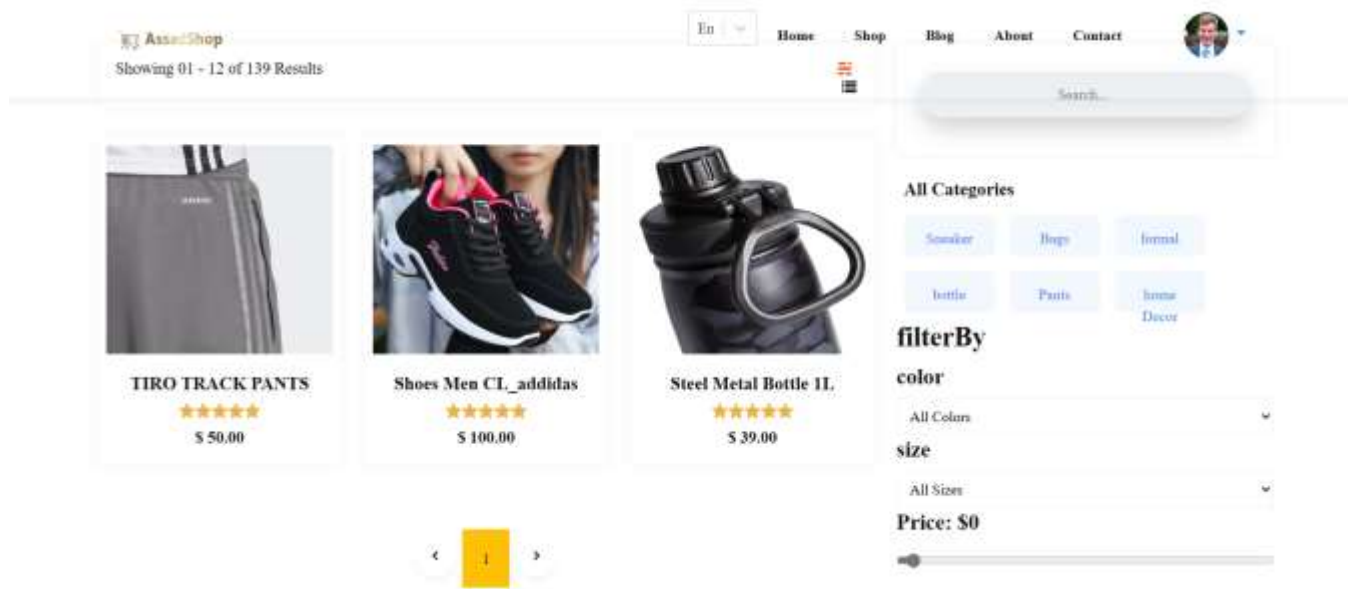 AssedShop
En
Home
Shop
Blog
About
Contact
Showing 01 - 12 of 139 Results
Search...
All Categories
Sneaker
Bags
formal
bottle
Pants
home
Decor
TIRO TRACK PANTS
$ 50.00
Shoes Men CL_addidas
$ 100.00
Steel Metal Bottle 1L
$ 39.00
filterBy
color
All Colors
size
All Sizes
Price: $0
1